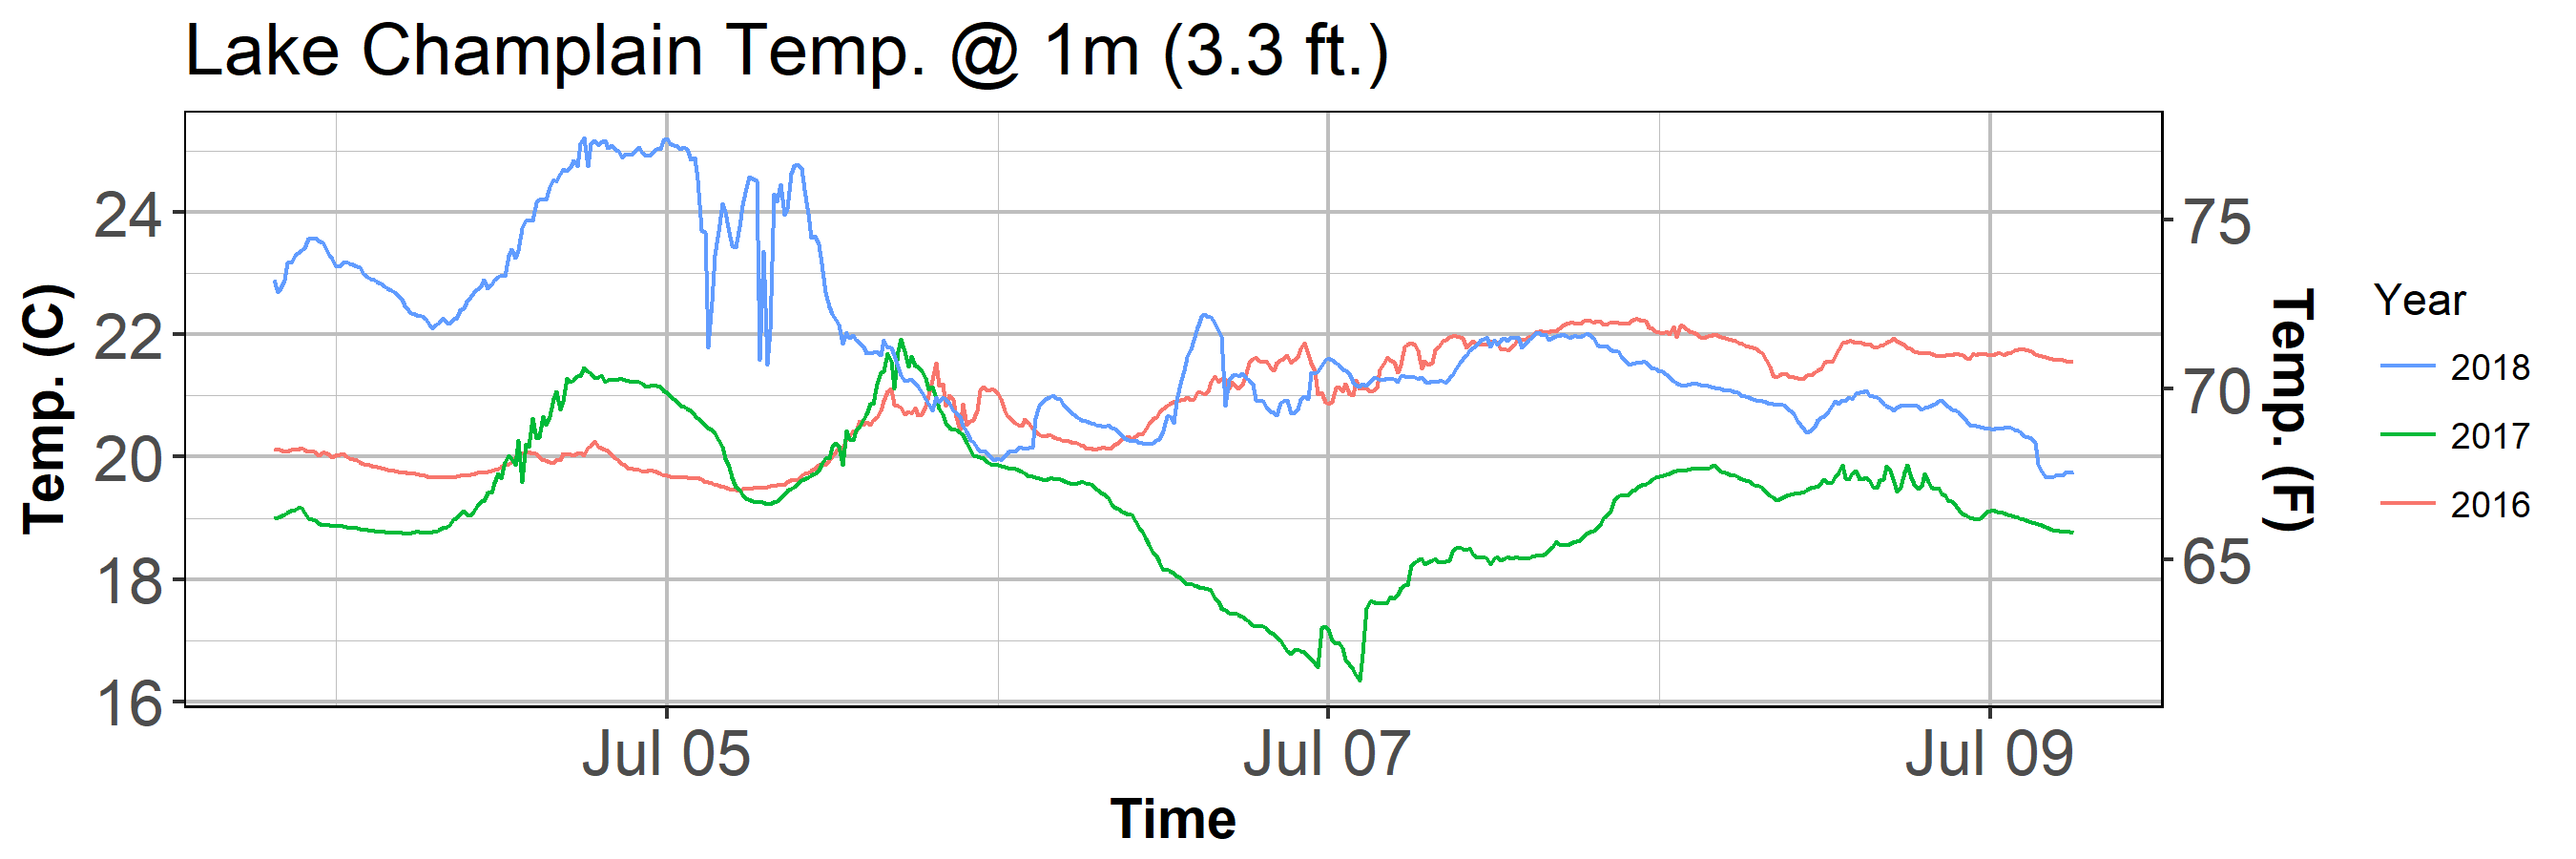 Lake Champlain Temp. @ 1m (3.3 ft.)
Temp. (C)
24
22
20
18
16
75
70
65
Temp. (F)
Jul 05
Jul 07
Jul 09
Time
Year
2018
2017
2016